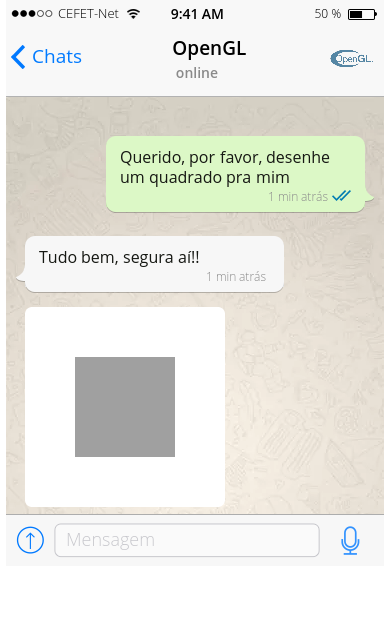 CEFET-Net 9:41 AM 50 %
Chats OpenGL OpenGL.
online
Querido, por favor, desenhe
um quadrado pra mim
1 min atrás
Tudo bem, segura aí!!
1 min atrás
Mensagem